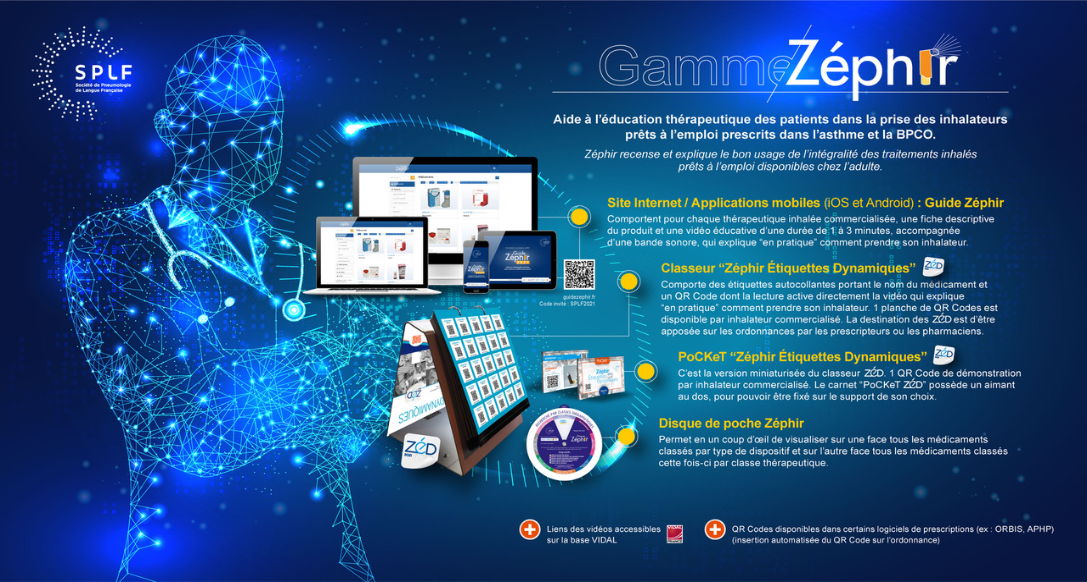 SPLF
Société de Pneumologie
de Langue Française
Gamme Zéphir
Aide à l'éducation thérapeutique des patients dans la prise des inhalateurs
prêts à l'emploi prescrits dans l'asthme et la BPCO.
Zéphir recense et explique le bon usage de l'intégralité des traitements inhalés
prêts à l'emploi disponibles chez l'adulte.
Site Internet / Applications mobiles (iOS et Android) : Guide Zéphir
Comportent pour chaque thérapeutique inhalée commercialisée, une fiche descriptive
du produit et une vidéo éducative d'une durée de 1 à 3 minutes, accompagnée
d'une bande sonore, qui explique "en pratique" comment prendre son inhalateur.
Guide
Zéphir
guidezephir.fr
Code invité : SPLF2021
Classeur "Zéphir Étiquettes Dynamiques" ZéD
Comporte des étiquettes autocollantes portant le nom du médicament et
un QR Code dont la lecture active directement la vidéo qui explique
"en pratique" comment prendre son inhalateur. 1 planche de QR Codes est
disponible par inhalateur commercialisé. La destination des ZéD est d'être
apposée sur les ordonnances par les prescripteurs ou les pharmaciens.
DYNAMIQUES
ZéD
PoCKeT "Zéphir Étiquettes Dynamiques" ZéD
C'est la version miniaturisée du classeur ZéD. 1 QR Code de démonstration
par inhalateur commercialisé. Le carnet "PoCKeT ZéD" possède un aimant
au dos, pour pouvoir être fixé sur le support de son choix.
Disque de poche Zéphir
Permet en un coup d'œil de visualiser sur une face tous les médicaments
classés par type de dispositif et sur l'autre face tous les médicaments classés
cette fois-ci par classe thérapeutique.
Liens des vidéos accessibles
sur la base VIDAL
QR Codes disponibles dans certains logiciels de prescriptions (ex : ORBIS, APHP)
(insertion automatisée du QR Code sur l'ordonnance)